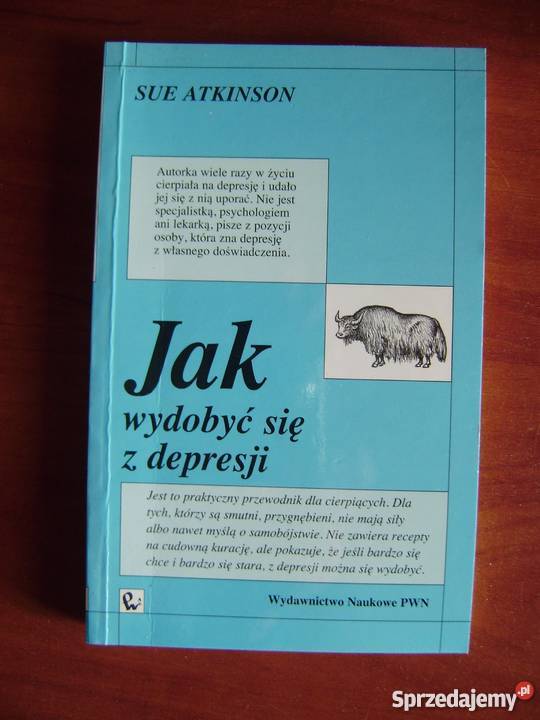 SUE ATKINSON
Autorka wiele razy w życiu
cierpiała na depresję i udało
jej się z nią uporać. Nie jest
specjalistką, psychologiem
ani lekarką, pisze z pozycji
osoby, która zna depresję
z własnego doświadczenia.
Jak
wydobyć się
z depresji
Jest to praktyczny przewodnik dla cierpiących. Dla
tych, którzy są smutni, przygnębieni, nie mają siły
albo nawet myślą o samobójstwie. Nie zawiera recepty
na cudowną kurację, ale pokazuje, że jeśli bardzo się
chce i bardzo się stara, z depresji można się wydobyć.
Wydawnictwo Naukowe PWN
Sprzedajemy.pl